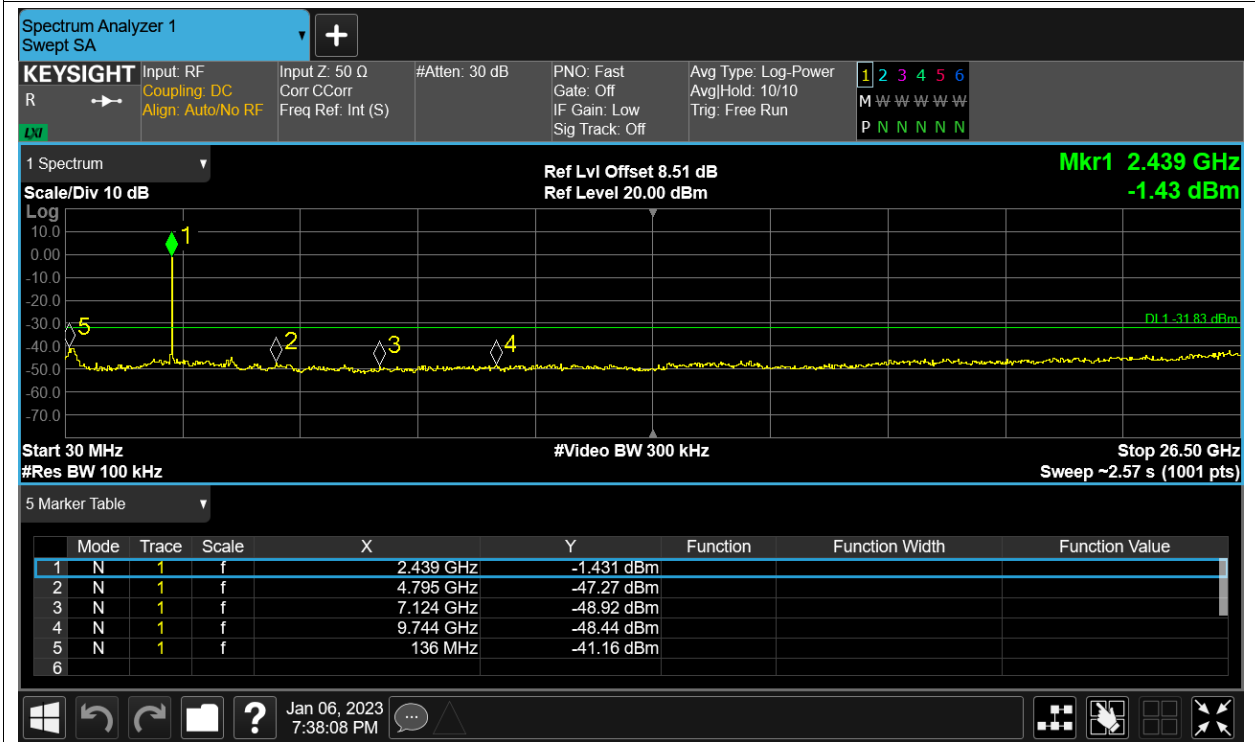 Spectrum Analyzer 1
Swept SA
KEYSIGHT
R
LXI
Input: RF
Coupling: DC
Align: Auto/No RF
Input Z: 50 Ω
Corr CCorr
Freq Ref: Int (S)
#Atten: 30 dB
PNO: Fast
Gate: Off
IF Gain: Low
Sig Track: Off
Avg Type: Log-Power
Avg|Hold: 10/10
Trig: Free Run
1 2 3 4 5 6
M W W W W W
P N N N N N
1 Spectrum
Scale/Div 10 dB
Ref Lvl Offset 8.51 dB
Ref Level 20.00 dBm
Mkr1 2.439 GHz
-1.43 dBm
Log
10.0
0.00
-10.0
-20.0
-30.0
-40.0
-50.0
-60.0
-70.0
1
5
2
3
4
DL1 -31.83 dBm
Start 30 MHz
#Res BW 100 kHz
#Video BW 300 kHz
Stop 26.50 GHz
Sweep ~2.57 s (1001 pts)
5 Marker Table
Mode Trace Scale X Y Function Function Width Function Value
1 N 1 f 2.439 GHz -1.431 dBm
2 N 1 f 4.795 GHz -47.27 dBm
3 N 1 f 7.124 GHz -48.92 dBm
4 N 1 f 9.744 GHz -48.44 dBm
5 N 1 f 136 MHz -41.16 dBm
6
?
Jan 06, 2023
7:38:08 PM